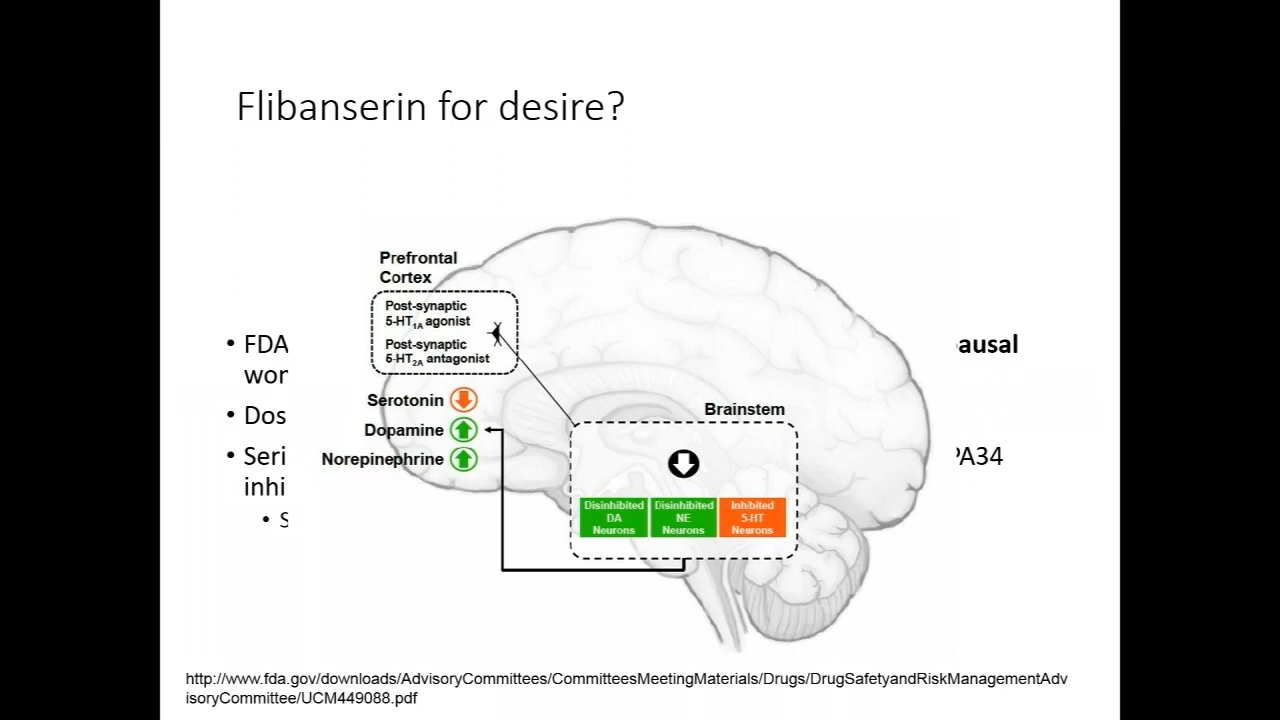 Flibanserin for desire?
Prefrontal
Cortex
Post-synaptic
5-HT1A agonist
Post-synaptic
5-HT2A antagonist
Serotonin
Dopamine
Norepinephrine
Brainstem
Disinhibited
DA
Neurons
Disinhibited
NE
Neurons
Inhibited
5-HT
Neurons
• FDA
ausal
wor
• Dos
• Seri
PA34
inhi
• S
http://www.fda.gov/downloads/AdvisoryCommittees/CommitteesMeetingMaterials/Drugs/DrugSafetyandRiskManagementAdv
isoryCommittee/UCM449088.pdf